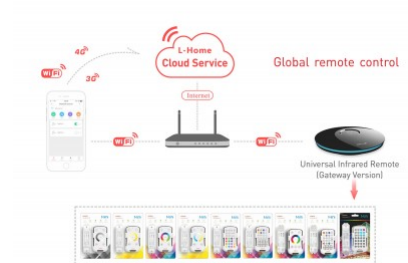 4G
L-Home
Cloud Service
Global remote control
WiFi
3G
Internet
WiFi
WiFi
Universal Infrared Remote
(Gateway Version)